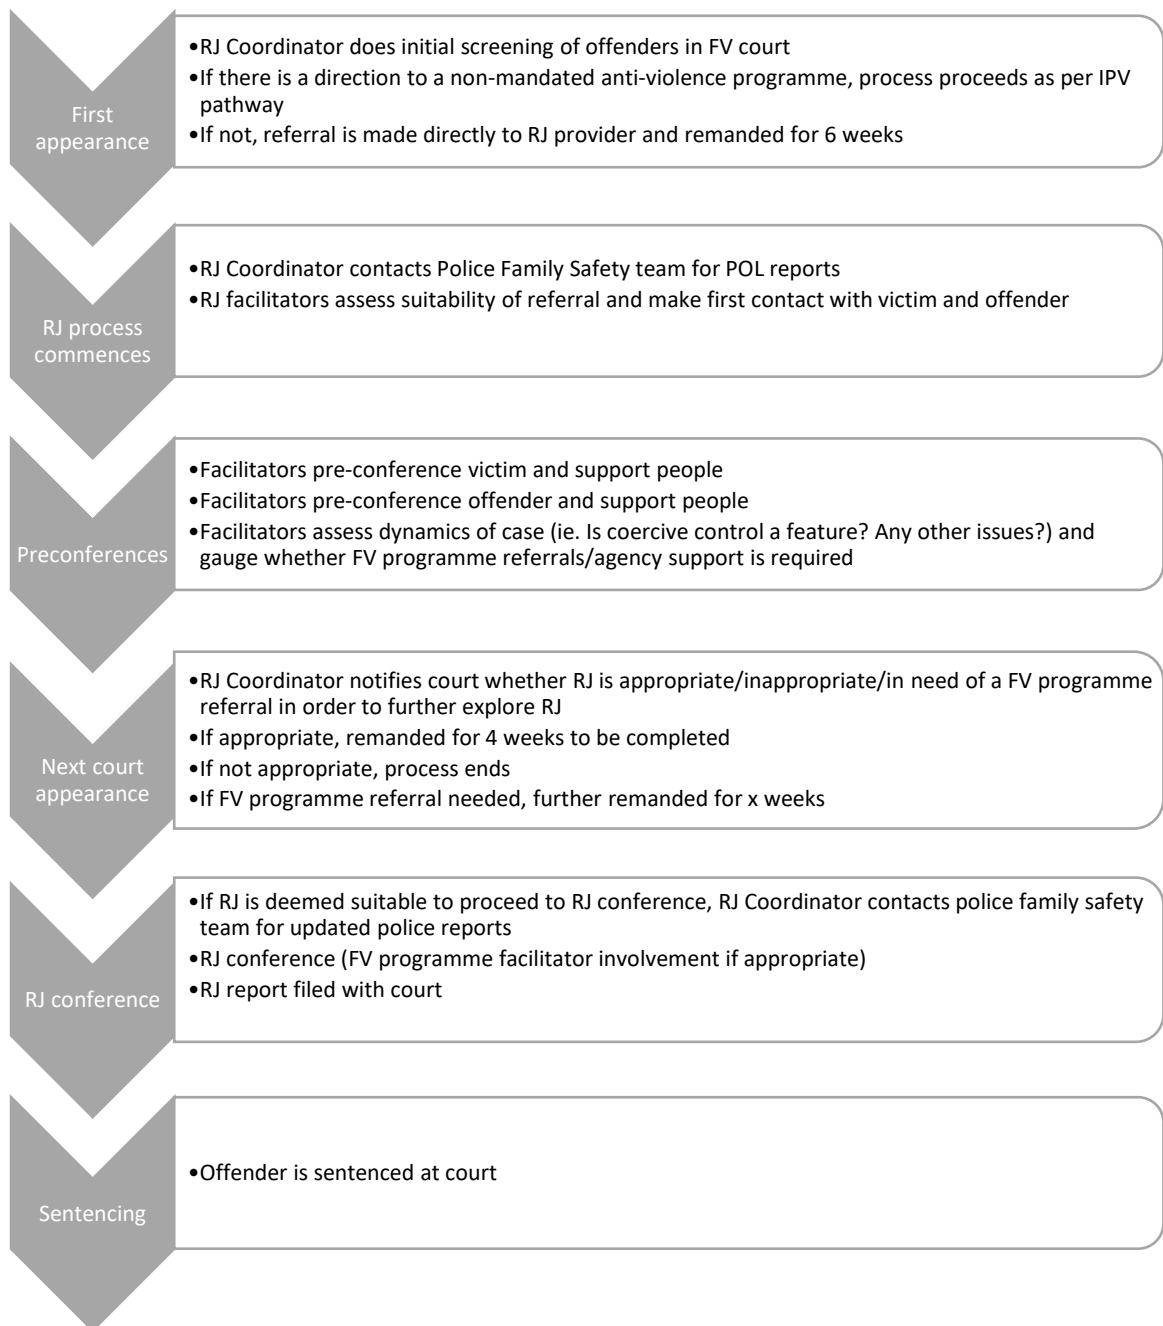 First
appearance
•RJ Coordinator does initial screening of offenders in FV court
•If there is a direction to a non-mandated anti-violence programme, process proceeds as per IPV
pathway
•If not, referral is made directly to RJ provider and remanded for 6 weeks
RJ process
commences
•RJ Coordinator contacts Police Family Safety team for POL reports
•RJ facilitators assess suitability of referral and make first contact with victim and offender
Preconferences
•Facilitators pre-conference victim and support people
•Facilitators pre-conference offender and support people
•Facilitators assess dynamics of case (ie. Is coercive control a feature? Any other issues?) and
gauge whether FV programme referrals/agency support is required
Next court
appearance
•RJ Coordinator notifies court whether RJ is appropriate/inappropriate/in need of a FV programme
referral in order to further explore RJ
•If appropriate, remanded for 4 weeks to be completed
•If not appropriate, process ends
•If FV programme referral needed, further remanded for x weeks
RJ conference
•If RJ is deemed suitable to proceed to RJ conference, RJ Coordinator contacts police family safety
team for updated police reports
•RJ conference (FV programme facilitator involvement if appropriate)
•RJ report filed with court
Sentencing
•Offender is sentenced at court